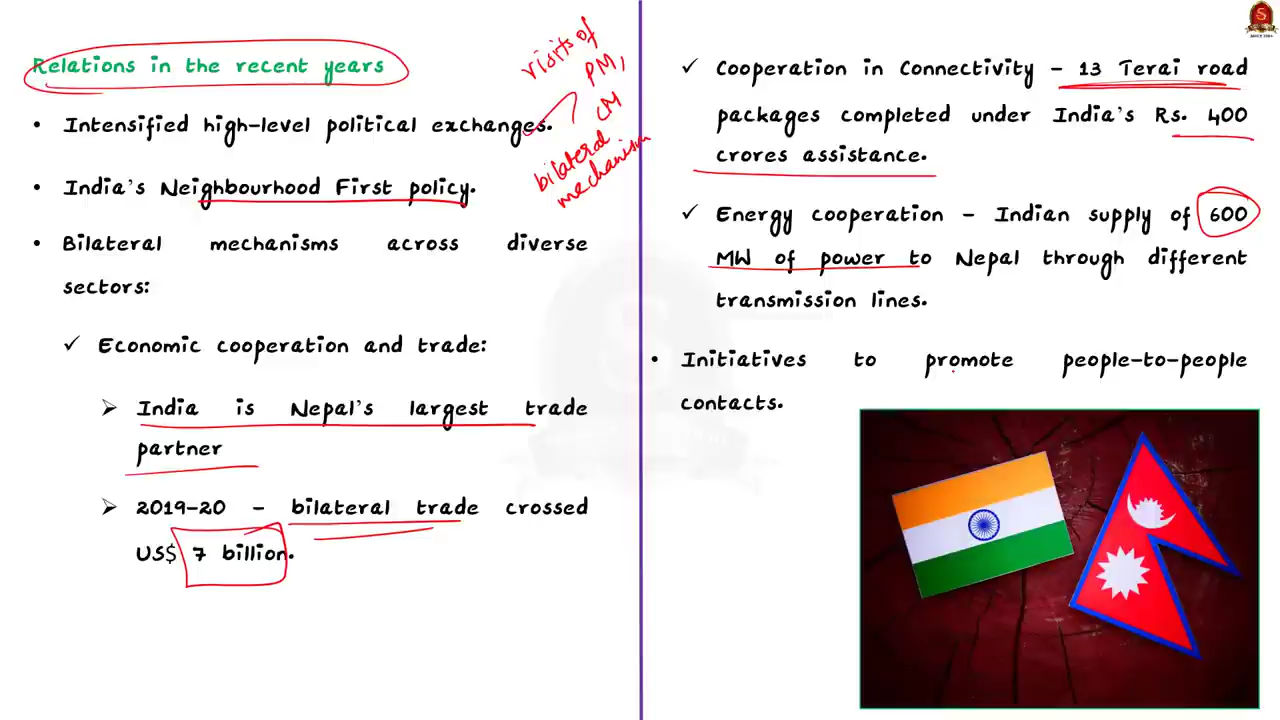 Relations in the recent years
• Intensified high-level political exchanges.
visits of
PM,
CM
bilateral
mechanism
• India's Neighbourhood First policy.
• Bilateral mechanisms across diverse
sectors:
✓ Economic cooperation and trade:
➢ India is Nepal's largest trade
partner
➢ 2019-20 - bilateral trade crossed
US$ 7 billion.
✓ Cooperation in Connectivity - 13 Terai road
packages completed under India's Rs. 400
crores assistance.
✓ Energy cooperation - Indian supply of 600
MW of power to Nepal through different
transmission lines.
• Initiatives to promote people-to-people
contacts.